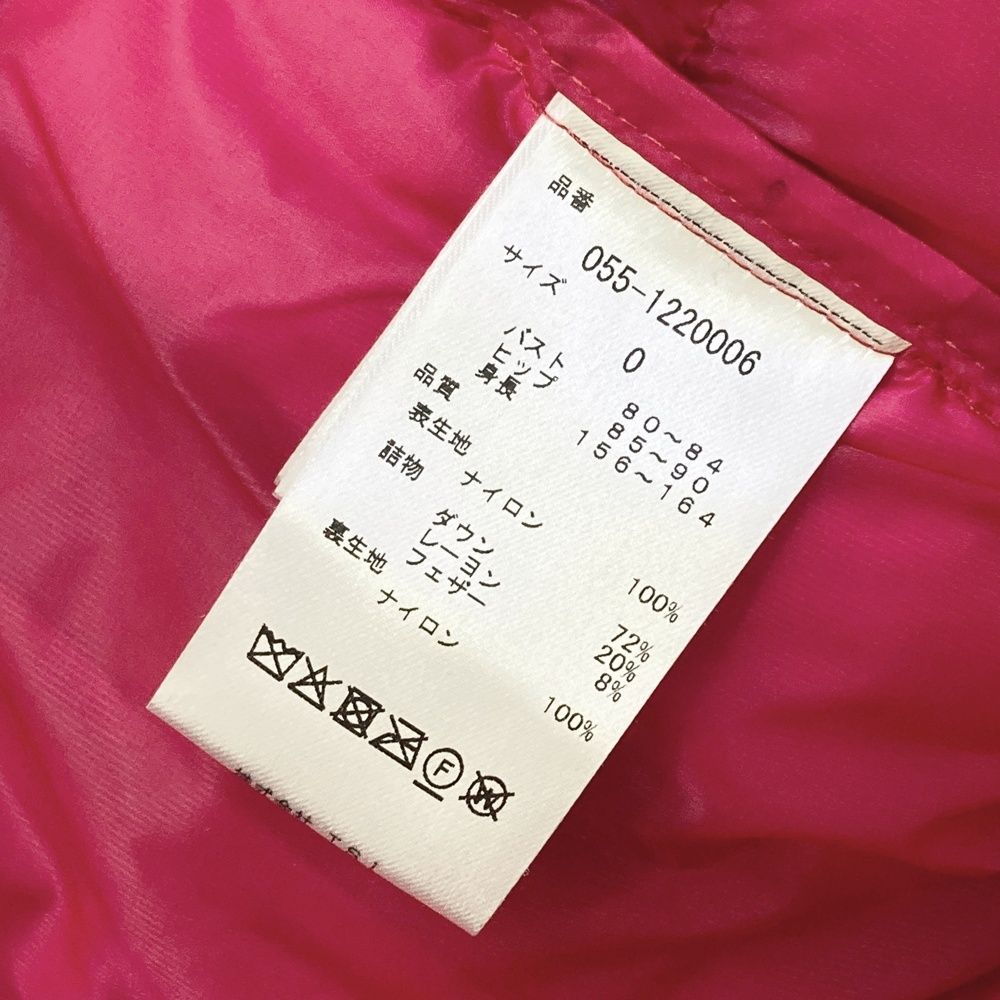 品番
055-1220006
サイズ
0
バスト 80～84
ヒップ 85～90
身長 156～164
品質
表生地
ナイロン 100%
詰物
ダウン 72%
レーヨン 20%
フェザー 8%
裏生地
ナイロン 100%
F
W